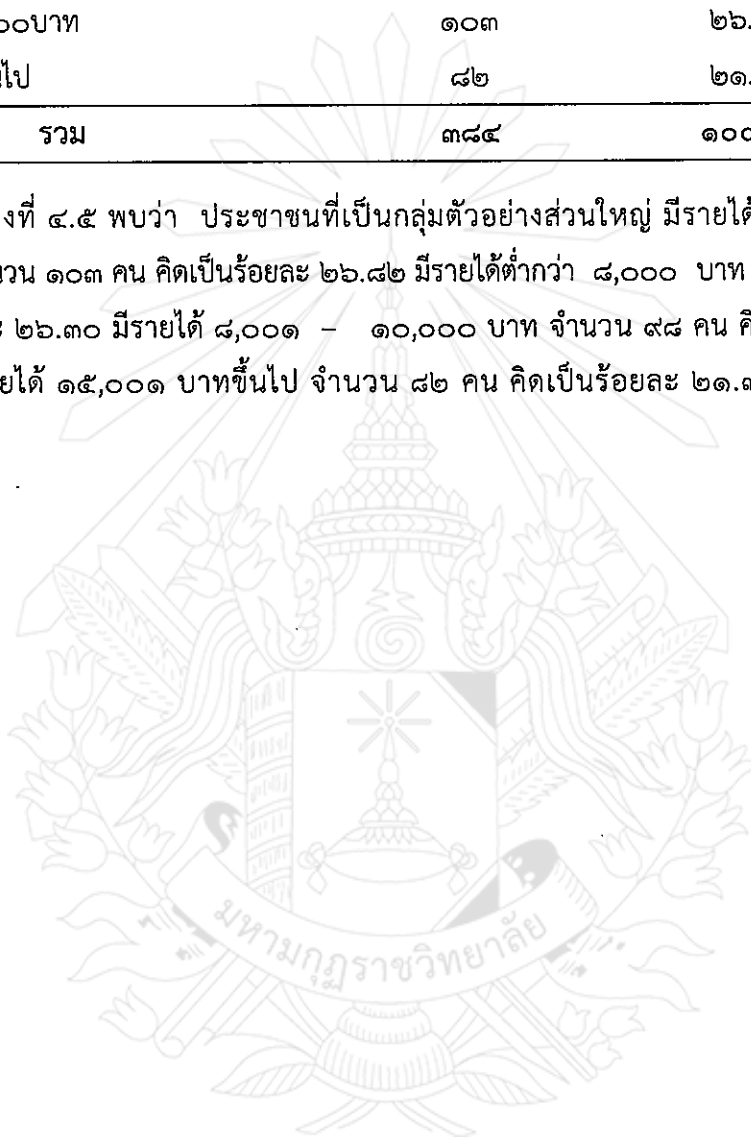 ๐๐บาท ๑๐๓ ๒๖.
นไป ๘๒ ๒๑.
รวม ๓๘๔ ๑๐๐
งที่ ๔.๕ พบว่า ประชาชนที่เป็นกลุ่มตัวอย่างส่วนใหญ่ มีรายได้
นวน ๑๐๓ คน คิดเป็นร้อยละ ๒๖.๘๒ มีรายได้ต่ำกว่า ๘,๐๐๐ บาท
ะ ๒๖.๓๐ มีรายได้ ๘,๐๐๑ – ๑๐,๐๐๐ บาท จำนวน ๙๘ คน คิ
ยได้ ๑๕,๐๐๑ บาทขึ้นไป จำนวน ๘๒ คน คิดเป็นร้อยละ ๒๑.๓
มหามกุฏราชวิทยาลัย